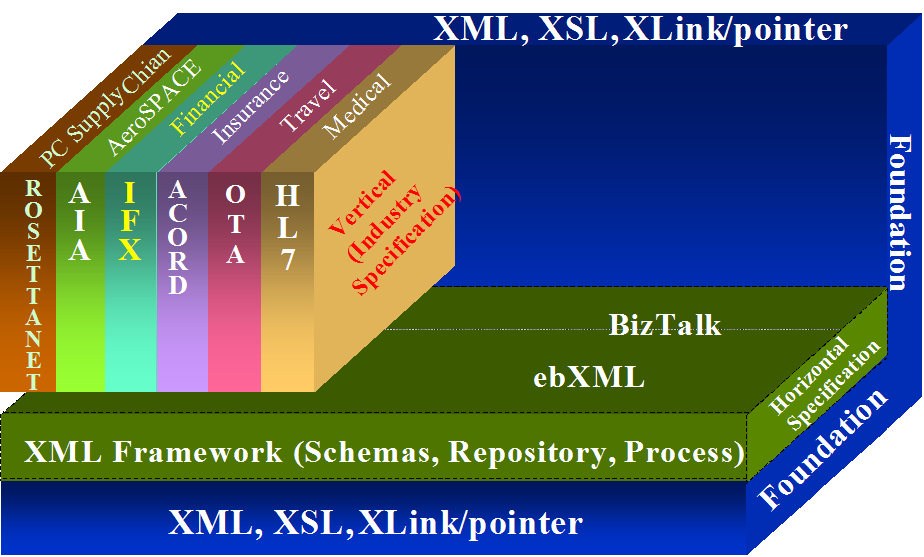 XML, XSL, XLink/pointer
PC SupplyChian
AeroSPACE
Financial
Insurance
Travel
Medical
ROSETTANET
AIA
IFX
ACORD
OTA
HL7
Vertical
(Industry
Specification)
Foundation
BizTalk
ebXML
Horizontal
Specification
XML Framework (Schemas, Repository, Process)
Foundation
XML, XSL, XLink/pointer